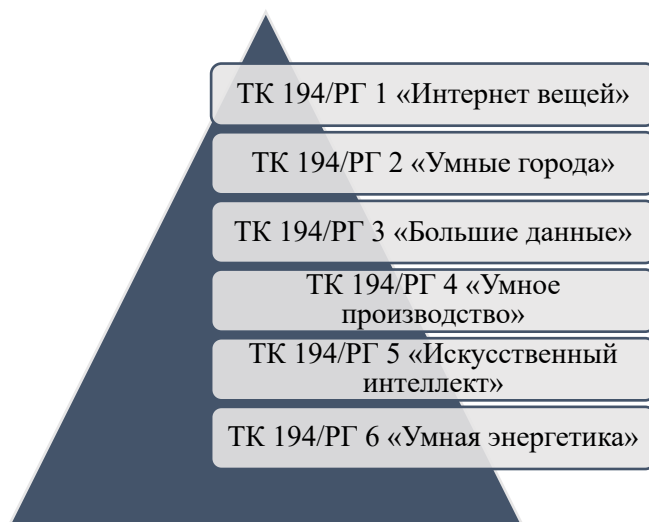 ТК 194/РГ 1 «Интернет вещей»
ТК 194/РГ 2 «Умные города»
ТК 194/РГ 3 «Большие данные»
ТК 194/РГ 4 «Умное
производство»
ТК 194/РГ 5 «Искусственный
интеллект»
ТК 194/РГ 6 «Умная энергетика»